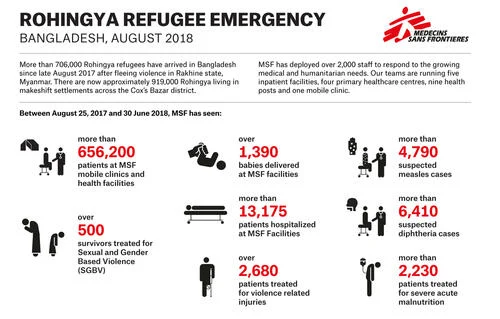 ROHINGYA REFUGEE EMERGENCY
BANGLADESH, AUGUST 2018
MEDECINS
SANS FRONTIERES
More than 706,000 Rohingya refugees have arrived in Bangladesh
since late August 2017 after fleeing violence in Rakhine state,
Myanmar. There are now approximately 919,000 Rohingya living in
makeshift settlements across the Cox's Bazar district.
MSF has deployed over 2,000 staff to respond to the growing
medical and humanitarian needs. Our teams are running five
inpatient facilities, four primary healthcare centres, nine health
posts and one mobile clinic.
Between August 25, 2017 and 30 June 2018, MSF has seen:
more than
656,200
patients at MSF
mobile clinics and
health facilities
over
1,390
babies delivered
at MSF facilities
more than
4,790
suspected
measles cases
over
500
survivors treated for
Sexual and Gender
Based Violence
(SGBV)
more than
13,175
patients hospitalized
at MSF Facilities
more than
6,410
suspected
diphtheria cases
over
2,680
patients treated
for violence related
injuries
more than
2,230
patients treated
for severe acute
malnutrition